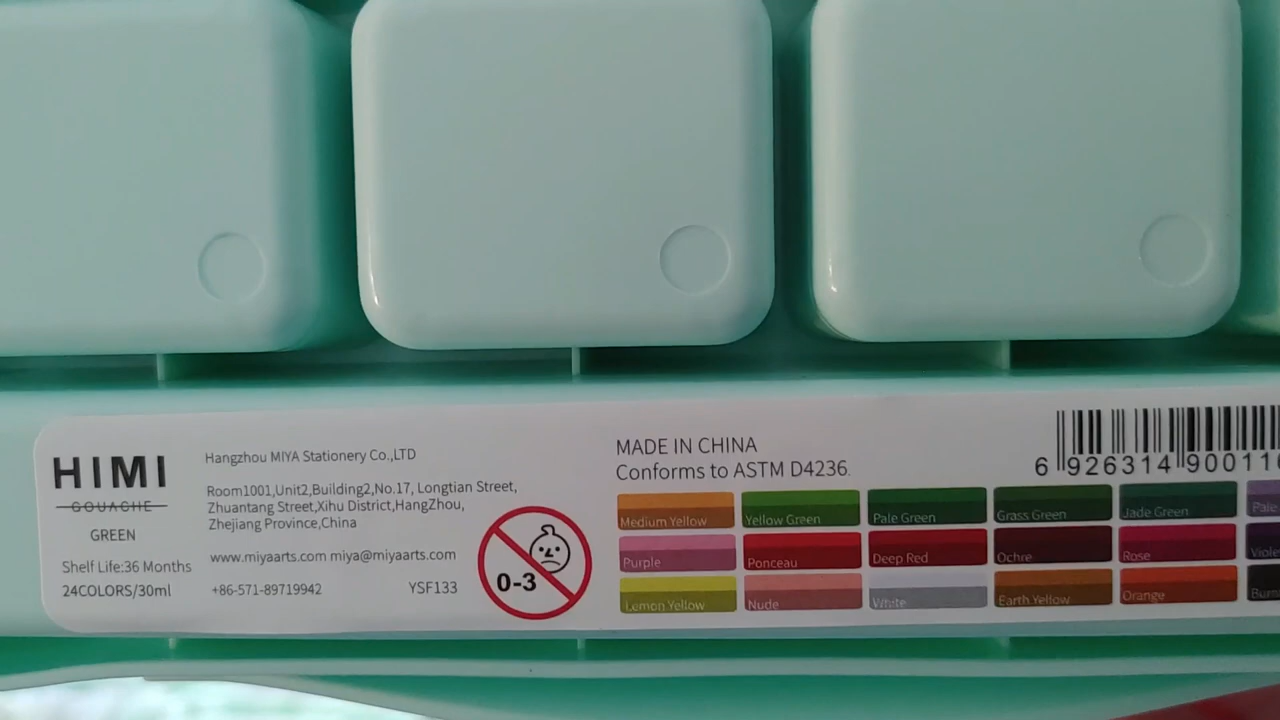 HIMI
GOUACHE
GREEN
Shelf Life:36 Months
24COLORS/30ml
Hangzhou MIYA Stationery Co.,LTD
Room1001,Unit2,Building2,No.17, Longtian Street,
Zhuantang Street,Xihu District,HangZhou,
Zhejiang Province,China
www.miyaarts.com miya@miyaarts.com
+86-571-89719942 YSF133
0-3
MADE IN CHINA
Conforms to ASTM D4236.
6 926314 90011
Medium Yellow Yellow Green Pale Green Grass Green Jade Green
Purple Ponceau Deep Red Ochre Rose
Lemon Yellow Nude White Earth Yellow Orange